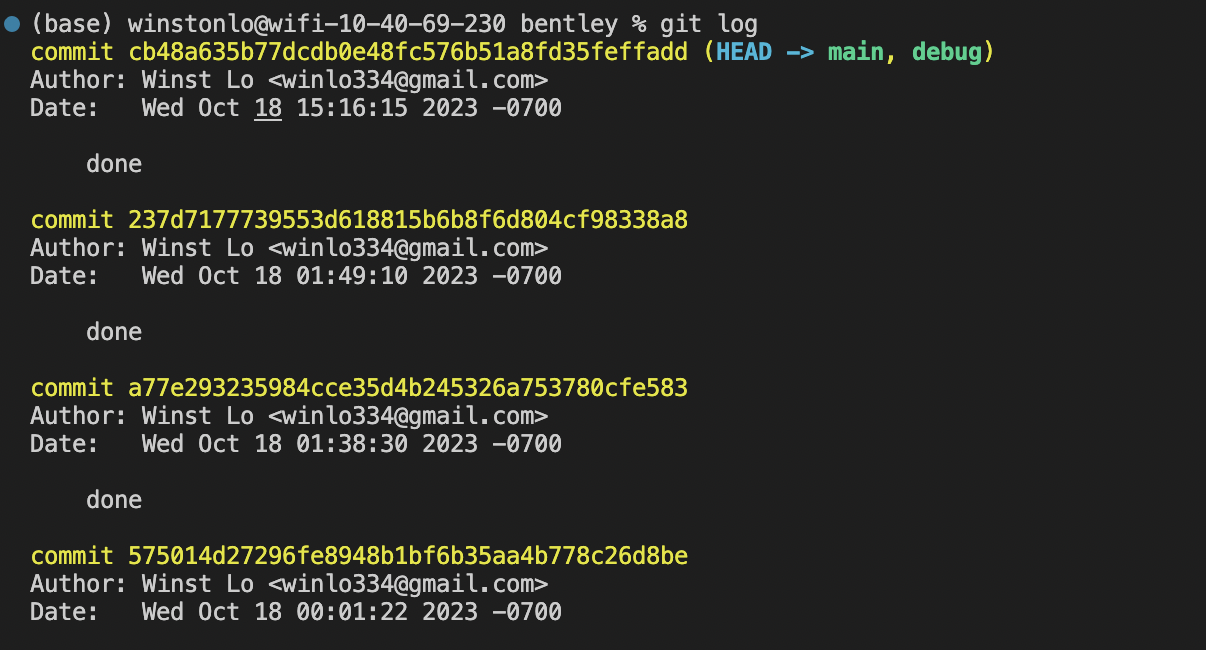 (base) winstonlo@wifi-10-40-69-230 bentley % git log
commit cb48a635b77dcdb0e48fc576b51a8fd35feffadd (HEAD -> main, debug)
Author: Winst Lo <winlo334@gmail.com>
Date:   Wed Oct 18 15:16:15 2023 -0700
done
commit 237d7177739553d618815b6b8f6d804cf98338a8
Author: Winst Lo <winlo334@gmail.com>
Date:   Wed Oct 18 01:49:10 2023 -0700
done
commit a77e293235984cce35d4b245326a753780cfe583
Author: Winst Lo <winlo334@gmail.com>
Date:   Wed Oct 18 01:38:30 2023 -0700
done
commit 575014d27296fe8948b1bf6b35aa4b778c26d8be
Author: Winst Lo <winlo334@gmail.com>
Date:   Wed Oct 18 00:01:22 2023 -0700